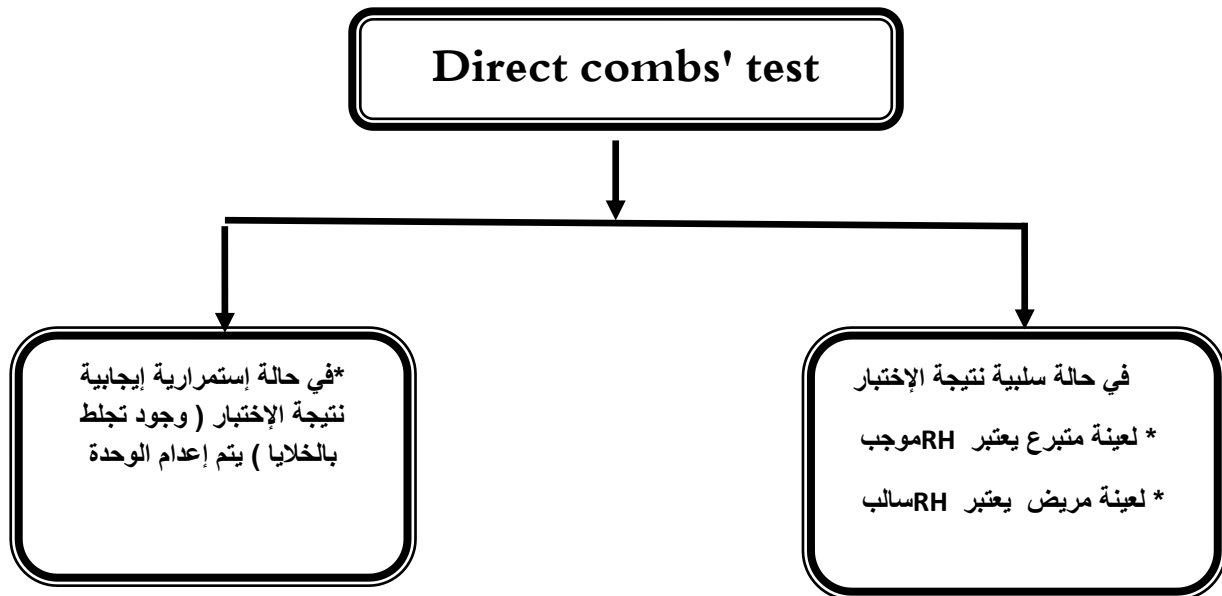 Direct combs' test
في حالة سلبية نتيجة الإختبار
* لعينة متبرع يعتبر RHموجب
* لعينة مريض يعتبر RHسالب
*في حالة إستمرارية إيجابية
نتيجة الإختبار ( وجود تجلط
بالخلايا ) يتم إعدام الوحدة